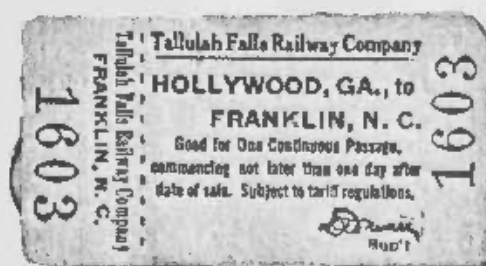 1603
Tallulah Falls Railway Company
FRANKLIN, N. C.
Tallulah Falls Railway Company
HOLLYWOOD, GA., to
FRANKLIN, N. C.
Good for One Continuous Passage,
commencing not later than one day after
date of sale. Subject to tariff regulations.
Sup't
1603